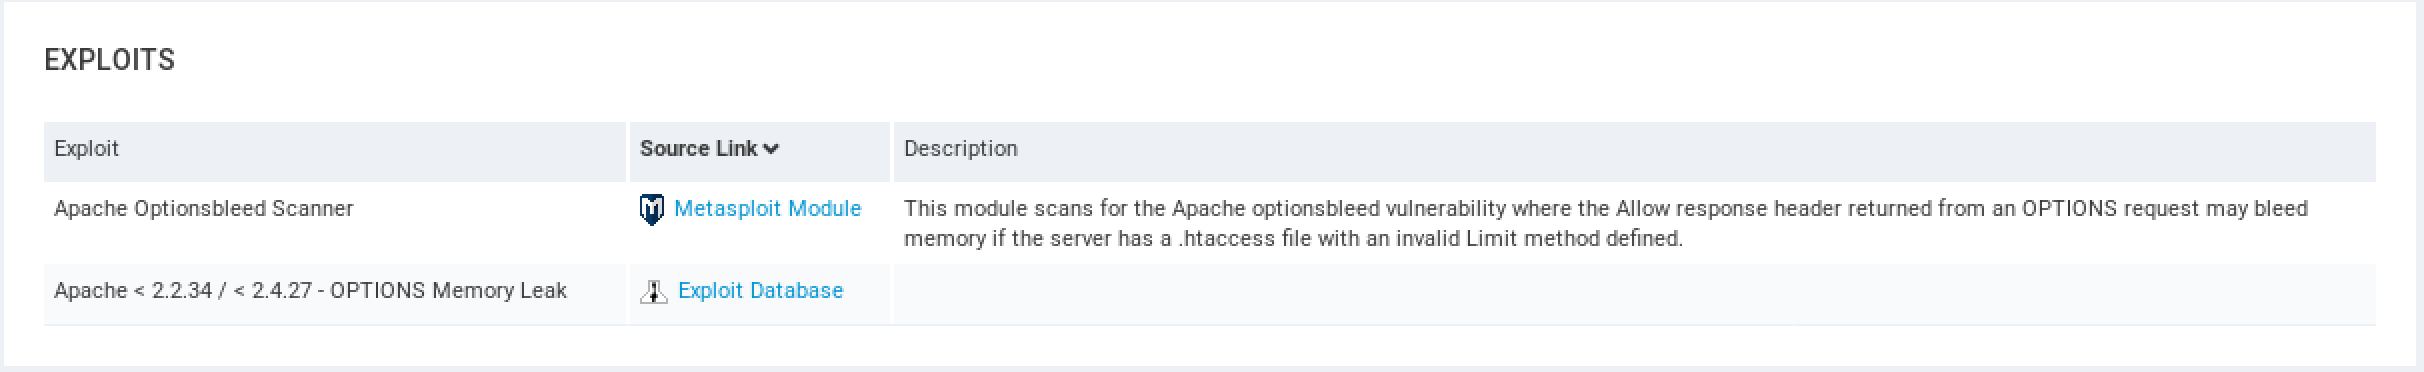 EXPLOITS
Exploit Source Link Description
Apache Optionsbleed Scanner Metasploit Module This module scans for the Apache optionsbleed vulnerability where the Allow response header returned from an OPTIONS request may bleed
memory if the server has a .htaccess file with an invalid Limit method defined.
Apache < 2.2.34 / < 2.4.27 - OPTIONS Memory Leak Exploit Database